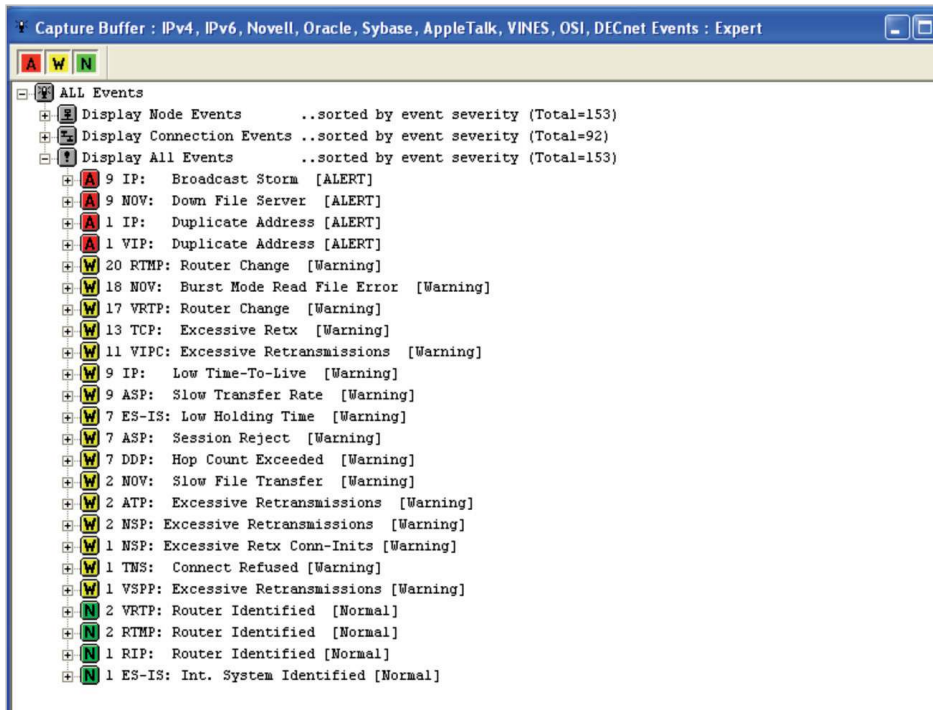 Capture Buffer : IPv4, IPv6, Novell, Oracle, Sybase, AppleTalk, VINES, OSI, DECnet Events : Expert
A W N
ALL Events
Display Node Events ..sorted by event severity (Total=153)
Display Connection Events ..sorted by event severity (Total=92)
Display All Events ..sorted by event severity (Total=153)
A 9 IP: Broadcast Storm [ALERT]
A 9 NOV: Down File Server [ALERT]
A 1 IP: Duplicate Address [ALERT]
A 1 VIP: Duplicate Address [ALERT]
W 20 RTMP: Router Change [Warning]
W 18 NOV: Burst Mode Read File Error [Warning]
W 17 VRTP: Router Change [Warning]
W 13 TCP: Excessive Retx [Warning]
W 11 VIPC: Excessive Retransmissions [Warning]
W 9 IP: Low Time-To-Live [Warning]
W 9 ASP: Slow Transfer Rate [Warning]
W 7 ES-IS: Low Holding Time [Warning]
W 7 ASP: Session Reject [Warning]
W 7 DDP: Hop Count Exceeded [Warning]
W 2 NOV: Slow File Transfer [Warning]
W 2 ATP: Excessive Retransmissions [Warning]
W 2 NSP: Excessive Retransmissions [Warning]
W 1 NSP: Excessive Retx Conn-Inits [Warning]
W 1 TNS: Connect Refused [Warning]
W 1 VSPP: Excessive Retransmissions [Warning]
N 2 VRTP: Router Identified [Normal]
N 2 RTMP: Router Identified [Normal]
N 1 RIP: Router Identified [Normal]
N 1 ES-IS: Int. System Identified [Normal]